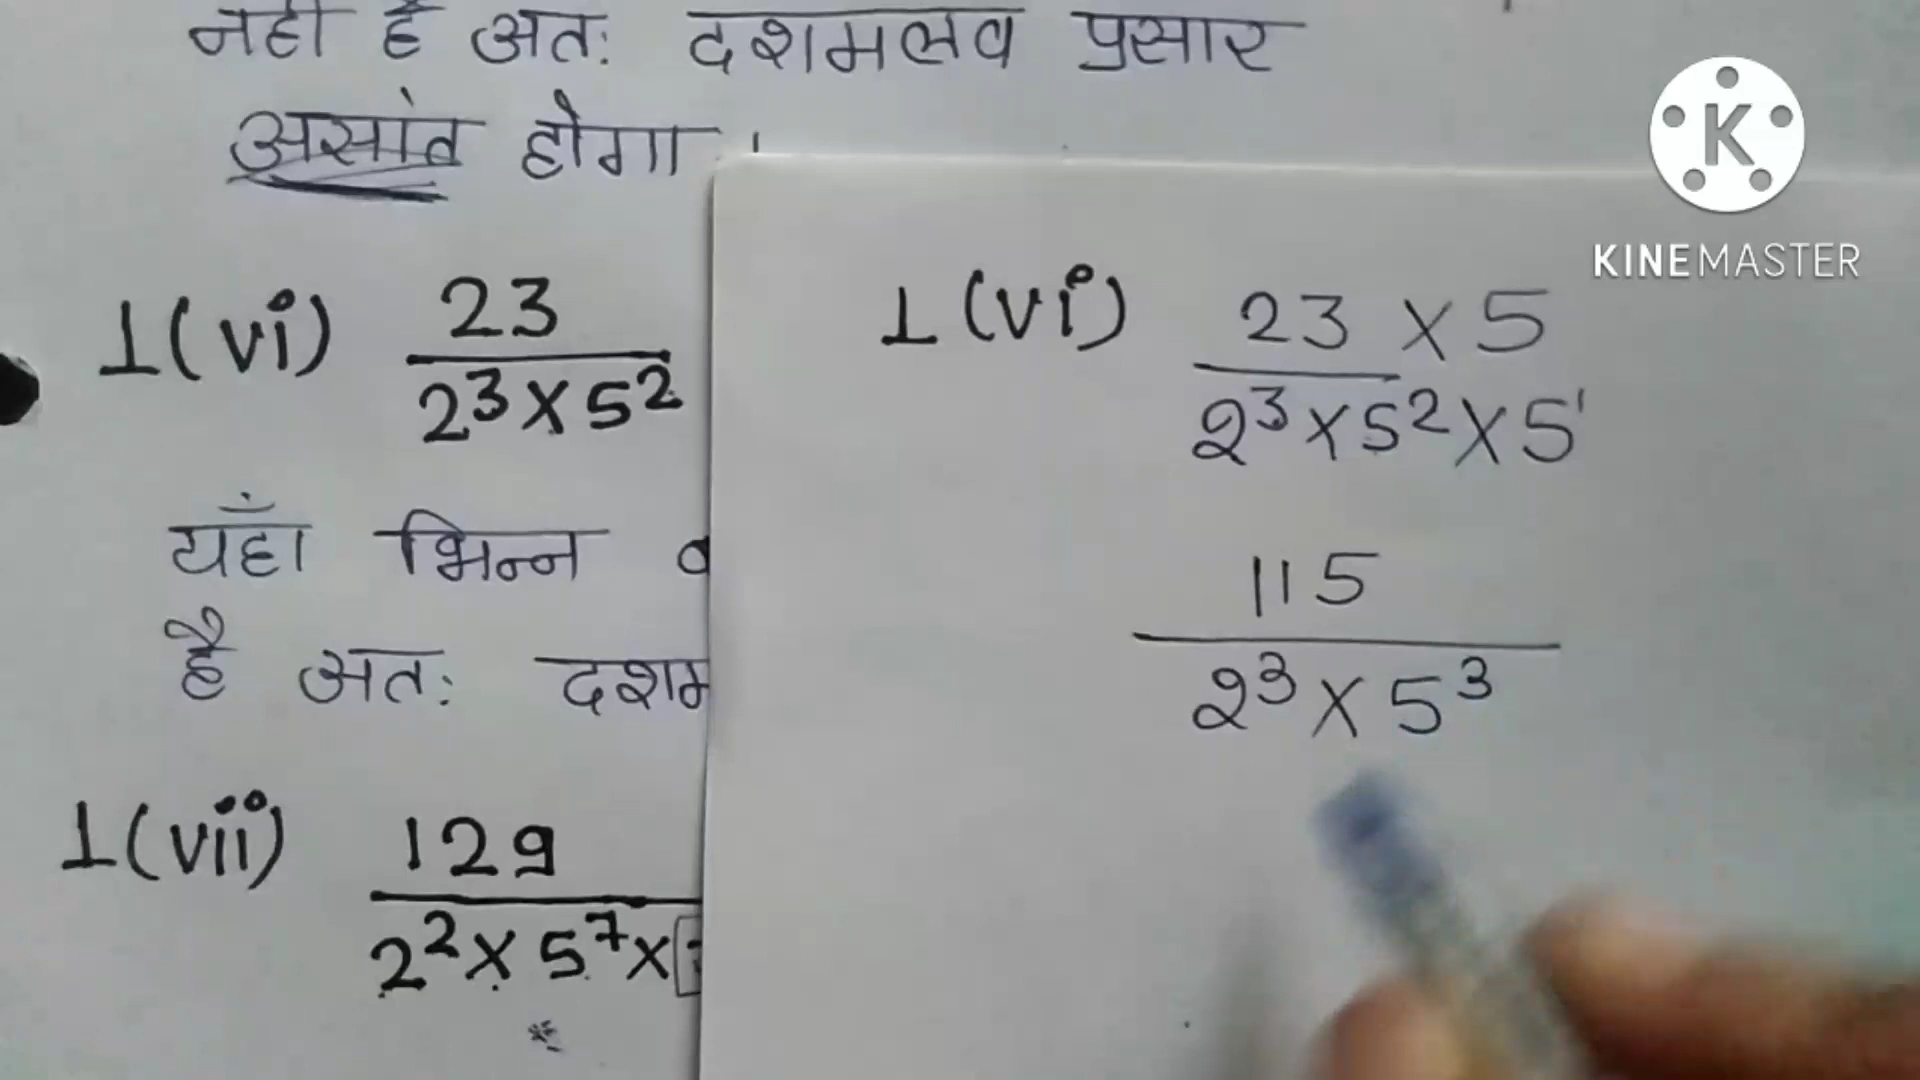 नहीं है अतः दशमलव प्रसार
असांत होगा ।
1(vi) 23
2³×5²
यहाँ भिन्न
है अतः दशम
1(vii) 129
2²×5⁷×
1(vi) 23×5
2³×5²×5¹
115
2³×5³
K
KINEMASTER